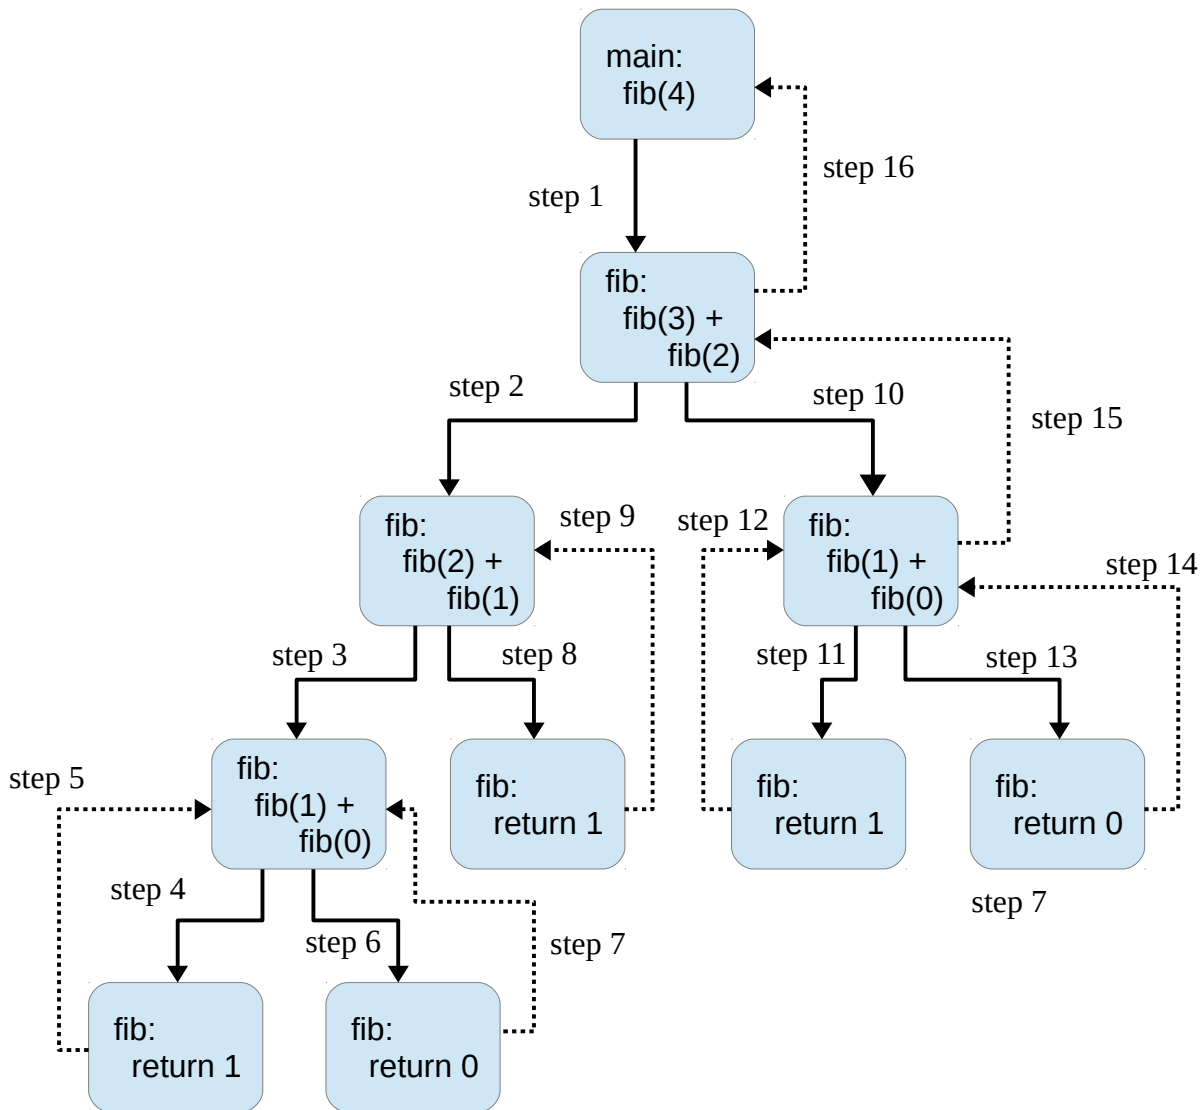 main:
fib(4)
step 16
step 1
fib:
fib(3) +
fib(2)
step 2
step 10
step 15
fib:
fib(2) +
fib(1)
step 9
step 12
fib:
fib(1) +
fib(0)
step 14
step 3
step 8
step 11
step 13
step 5
fib:
fib(1) +
fib(0)
fib:
return 1
fib:
return 1
fib:
return 0
step 4
step 6
step 7
step 7
fib:
return 1
fib:
return 0